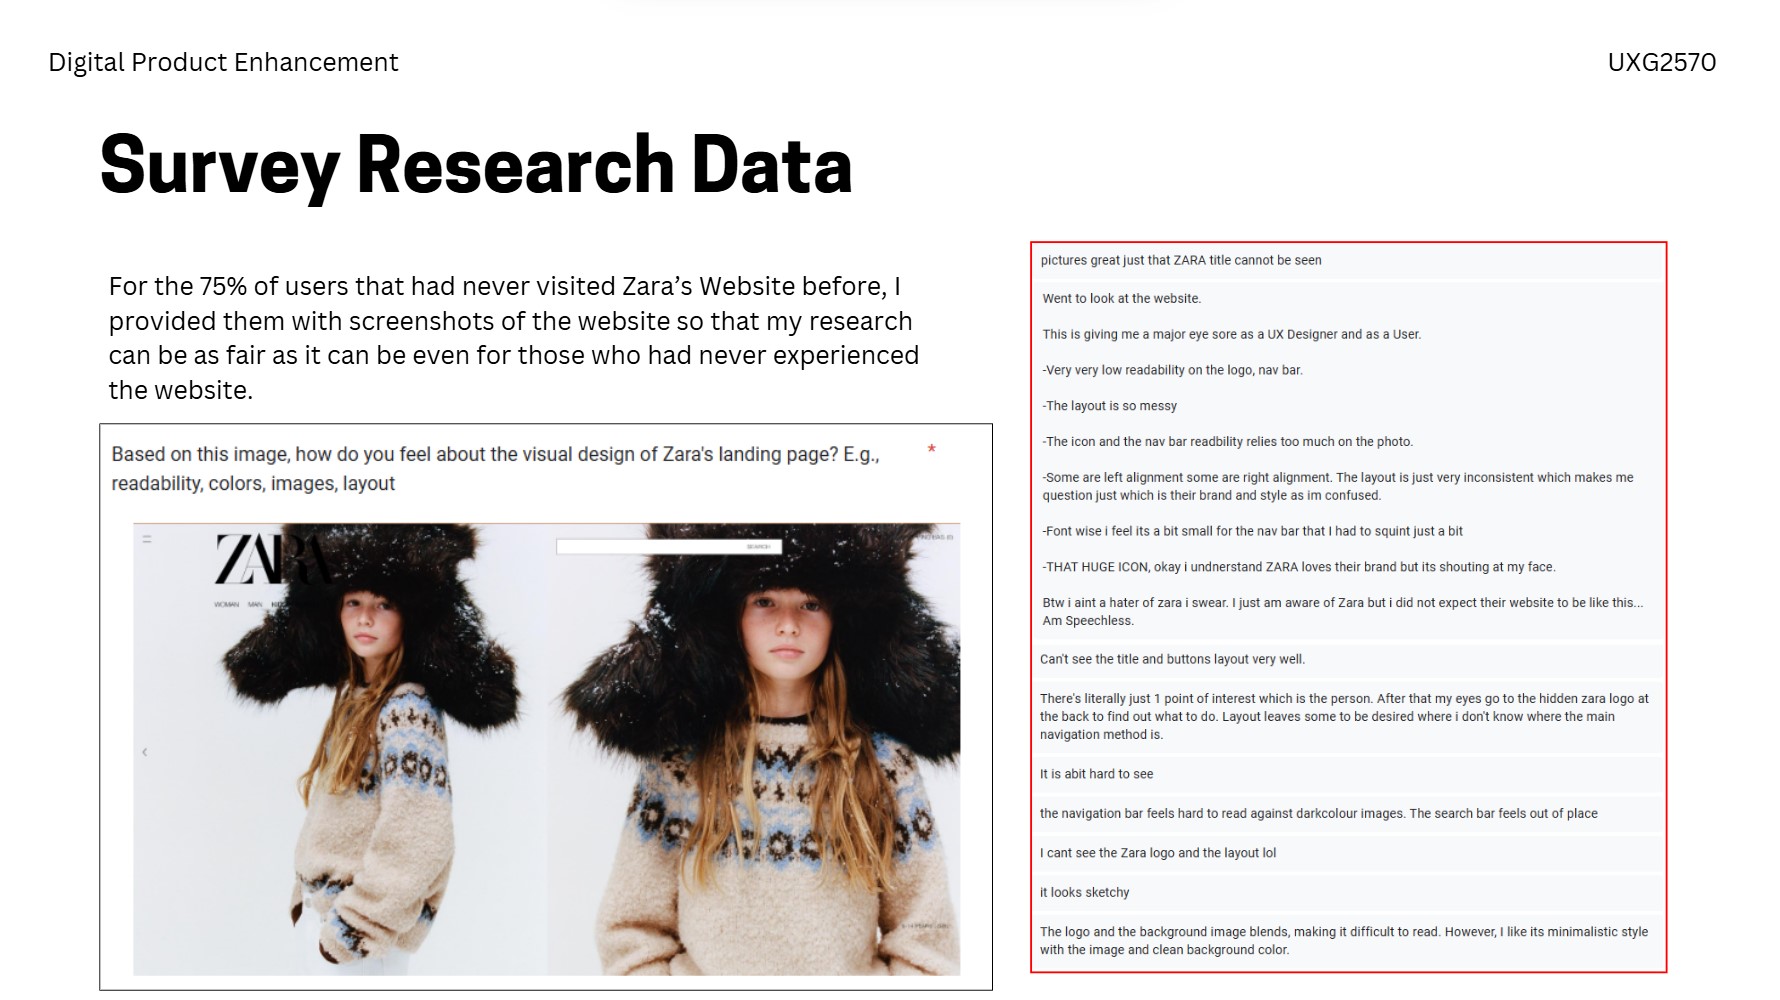 Digital Product Enhancement
UXG2570
Survey Research Data
For the 75% of users that had never visited Zara’s Website before, I
provided them with screenshots of the website so that my research
can be as fair as it can be even for those who had never experienced
the website.
Based on this image, how do you feel about the visual design of Zara's landing page? E.g., *
readability, colors, images, layout
ZARA
SEARCH
WOMAN MAN
pictures great just that ZARA title cannot be seen
Went to look at the website.
This is giving me a major eye sore as a UX Designer and as a User.
-Very very low readability on the logo, nav bar.
-The layout is so messy
-The icon and the nav bar readbility relies too much on the photo.
-Some are left alignment some are right alignment. The layout is just very inconsistent which makes me
question just which is their brand and style as im confused.
-Font wise i feel its a bit small for the nav bar that I had to squint just a bit
-THAT HUGE ICON, okay i undnerstand ZARA loves their brand but its shouting at my face.
Btw i aint a hater of zara i swear. I just am aware of Zara but i did not expect their website to be like this...
Am Speechless.
Can't see the title and buttons layout very well.
There's literally just 1 point of interest which is the person. After that my eyes go to the hidden zara logo at
the back to find out what to do. Layout leaves some to be desired where i don't know where the main
navigation method is.
It is abit hard to see
the navigation bar feels hard to read against darkcolour images. The search bar feels out of place
I cant see the Zara logo and the layout lol
it looks sketchy
The logo and the background image blends, making it difficult to read. However, I like its minimalistic style
with the image and clean background color.